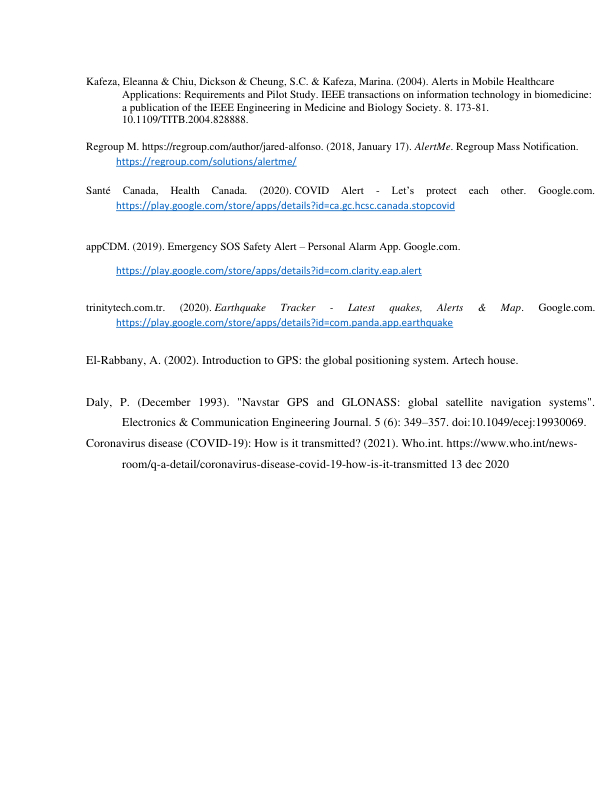 Kafeza, Eleanna & Chiu, Dickson & Cheung, S.C. & Kafeza, Marina. (2004). Alerts in Mobile Healthcare
Applications: Requirements and Pilot Study. IEEE transactions on information technology in biomedicine:
a publication of the IEEE Engineering in Medicine and Biology Society. 8. 173-81.
10.1109/TITB.2004.828888.
Regroup M. https://regroup.com/author/jared-alfonso. (2018, January 17). AlertMe. Regroup Mass Notification.
https://regroup.com/solutions/alertme/
Santé Canada, Health Canada. (2020). COVID Alert - Let’s protect each other. Google.com.
https://play.google.com/store/apps/details?id=ca.gc.hcsc.canada.stopcovid
appCDM. (2019). Emergency SOS Safety Alert – Personal Alarm App. Google.com.
https://play.google.com/store/apps/details?id=com.clarity.eap.alert
trinitytech.com.tr. (2020). Earthquake Tracker - Latest quakes, Alerts & Map. Google.com.
https://play.google.com/store/apps/details?id=com.panda.app.earthquake
El-Rabbany, A. (2002). Introduction to GPS: the global positioning system. Artech house.
Daly, P. (December 1993). "Navstar GPS and GLONASS: global satellite navigation systems".
Electronics & Communication Engineering Journal. 5 (6): 349–357. doi:10.1049/ecej:19930069.
Coronavirus disease (COVID-19): How is it transmitted? (2021). Who.int. https://www.who.int/news-
room/q-a-detail/coronavirus-disease-covid-19-how-is-it-transmitted 13 dec 2020